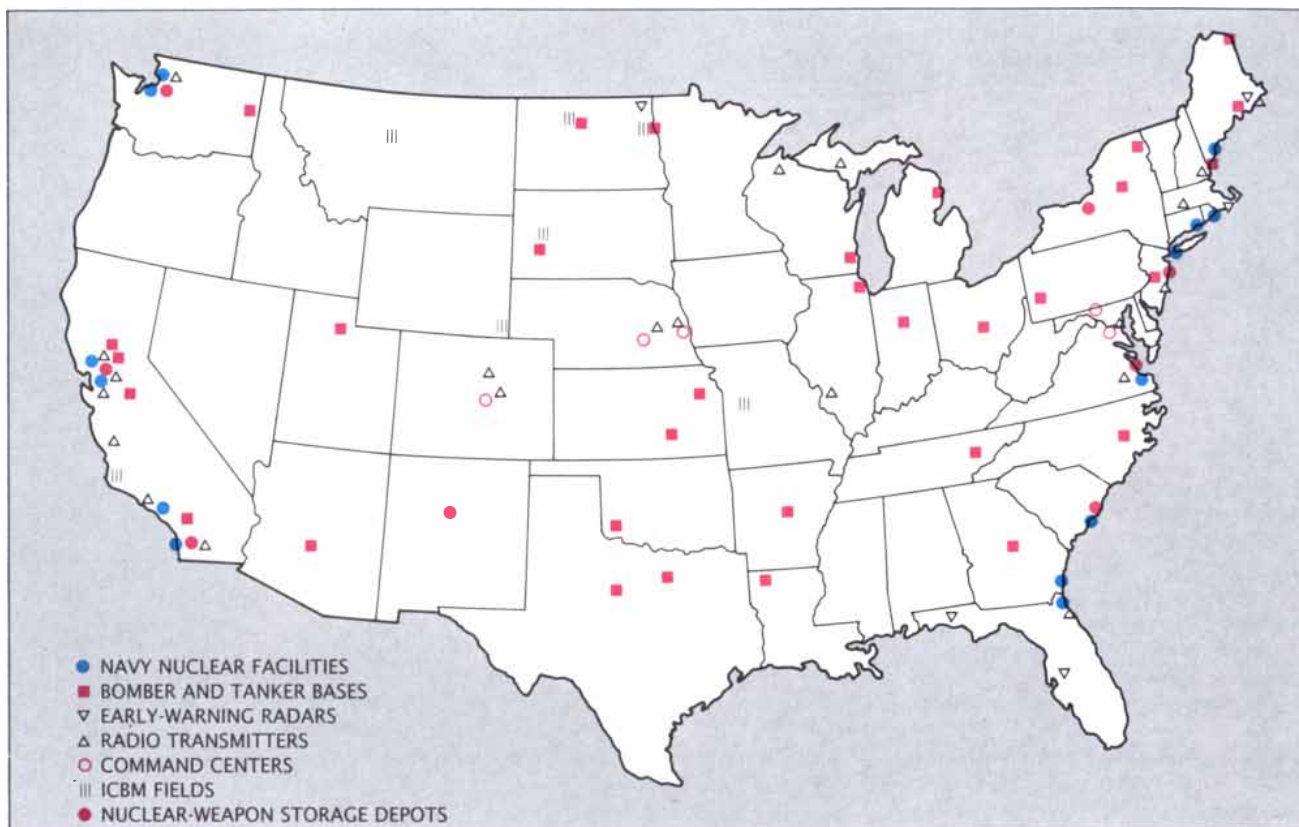 NAVY NUCLEAR FACILITIES
BOMBER AND TANKER BASES
EARLY-WARNING RADARS
RADIO TRANSMITTERS
COMMAND CENTERS
ICBM FIELDS
NUCLEAR-WEAPON STORAGE DEPOTS